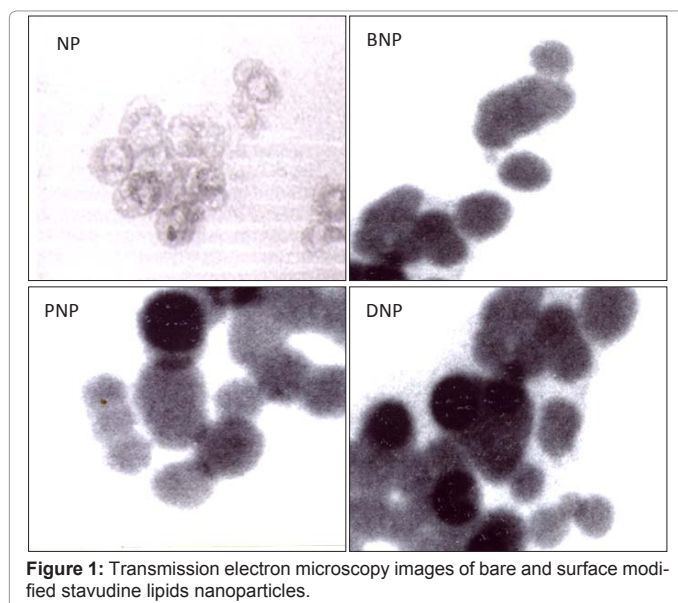 NP
BNP
PNP
DNP
Figure 1: Transmission electron microscopy images of bare and surface modi-
fied stavudine lipids nanoparticles.